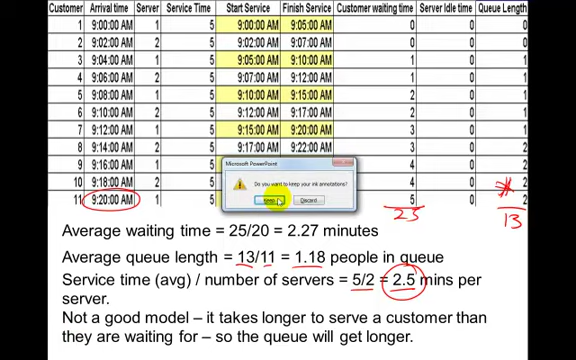 Customer Arrival time Server Service Time Start Service Finish Service Customer waiting time Server Idle time Queue Length
1 9:00:00 AM 1 5 9:00:00 AM 9:05:00 AM 0 0 0
2 9:02:00 AM 2 5 9:02:00 AM 9:07:00 AM 0 0 0
3 9:04:00 AM 1 5 9:05:00 AM 9:10:00 AM 1 0 1
4 9:06:00 AM 2 5 9:07:00 AM 9:12:00 AM 1 0 1
5 9:08:00 AM 1 5 9:10:00 AM 9:15:00 AM 2 0 1
6 9:10:00 AM 2 5 9:12:00 AM 9:17:00 AM 2 0 1
7 9:12:00 AM 1 5 9:15:00 AM 9:20:00 AM 3 0 1
8 9:14:00 AM 2 5 9:17:00 AM 9:22:00 AM 3 0 2
9 9:16:00 AM 1 5 4 0 2
10 9:18:00 AM 2 5 4 2
11 9:20:00 AM 1 5 5 0 2
Microsoft PowerPoint
Do you want to keep your ink annotations?
Keep Discard
25 13
Average waiting time = 25/20 = 2.27 minutes
Average queue length = 13/11 = 1.18 people in queue
Service time (avg) / number of servers = 5/2 = 2.5 mins per
server.
Not a good model – it takes longer to serve a customer than
they are waiting for – so the queue will get longer.